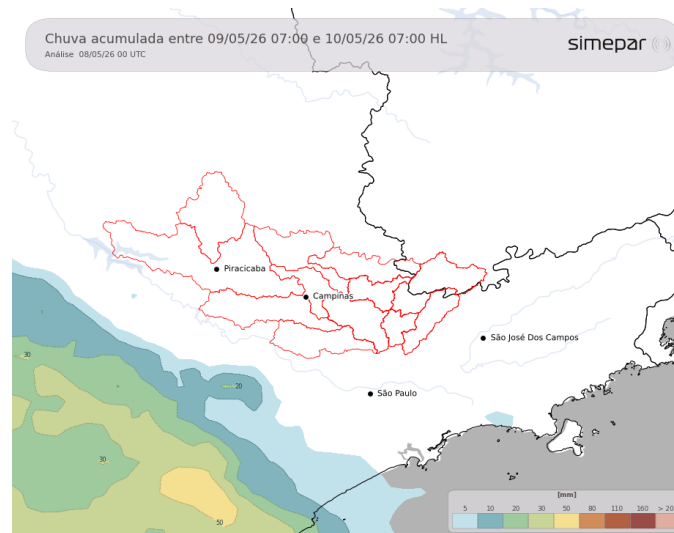 Chuva acumulada entre 09/05/26 07:00 e 10/05/26 07:00 HL
Análise 08/05/26 00 UTC
simepar
Piracicaba
Campinas
São José Dos Campos
São Paulo
30
20
30
50
[mm]
5 10 20 30 50 80 110 160 > 20